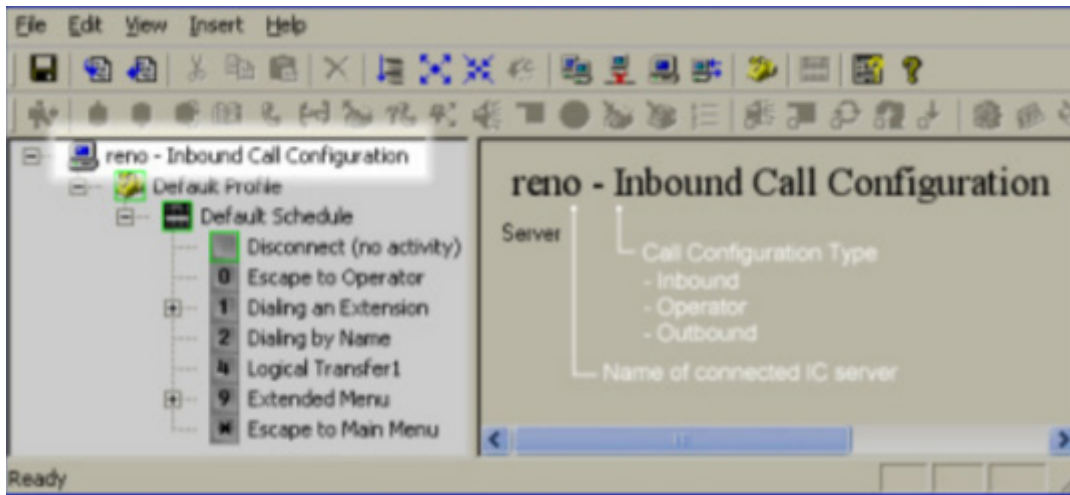 File Edit View Insert Help
reno - Inbound Call Configuration
Default Profile
Default Schedule
Disconnect (no activity)
0 Escape to Operator
1 Dialing an Extension
2 Dialing by Name
4 Logical Transfer1
9 Extended Menu
* Escape to Main Menu
reno - Inbound Call Configuration
Server
Call Configuration Type
- Inbound
- Operator
- Outbound
Name of connected IC server
Ready